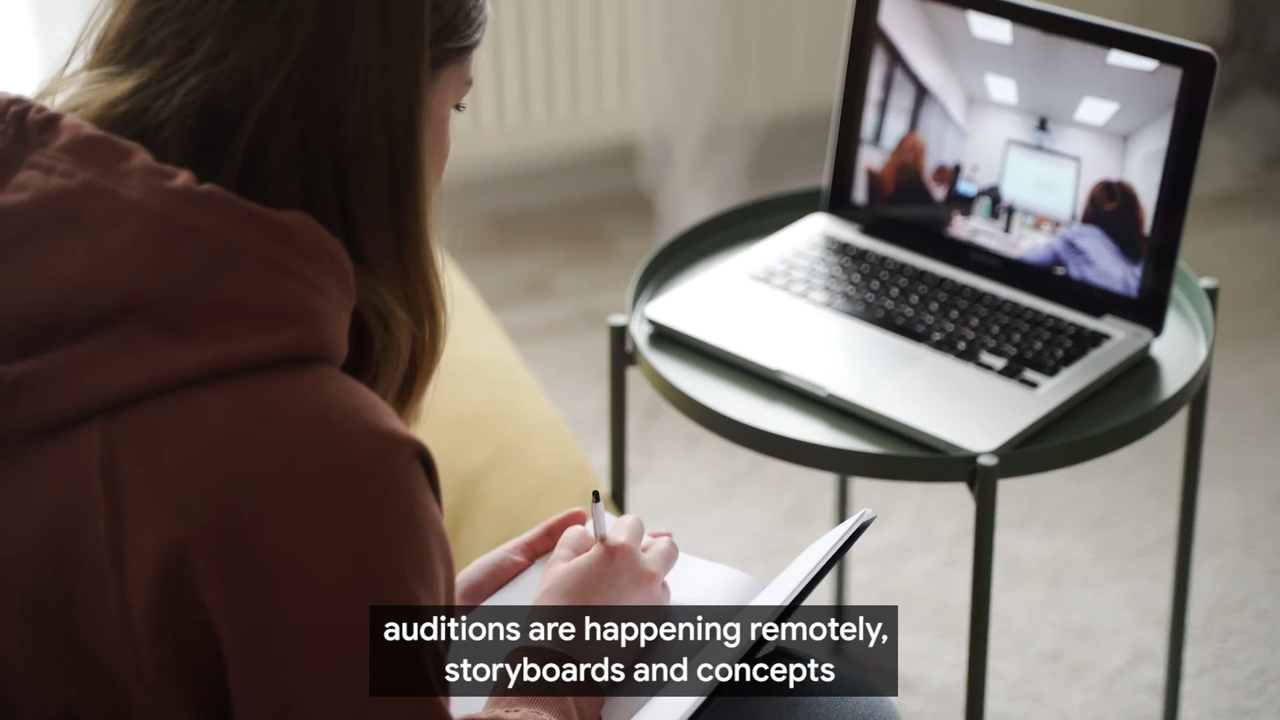 auditions are happening remotely,
storyboards and concepts